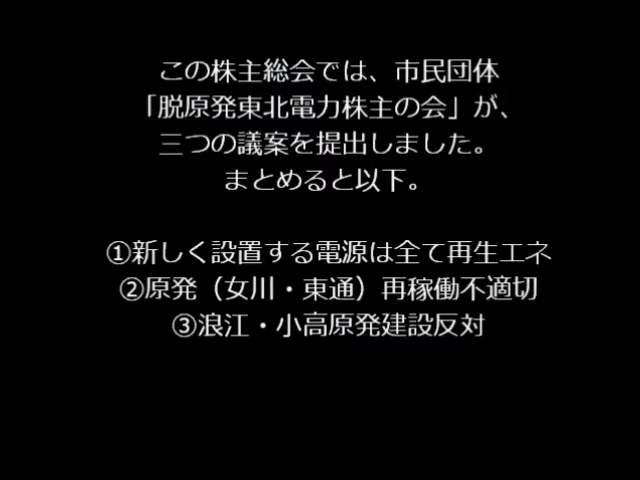 この株主総会では、市民団体
「脱原発東北電力株主の会」が、
三つの議案を提出しました。
まとめると以下。
①新しく設置する電源は全て再生エネ
②原発（女川・東通）再稼働不適切
③浪江・小高原発建設反対